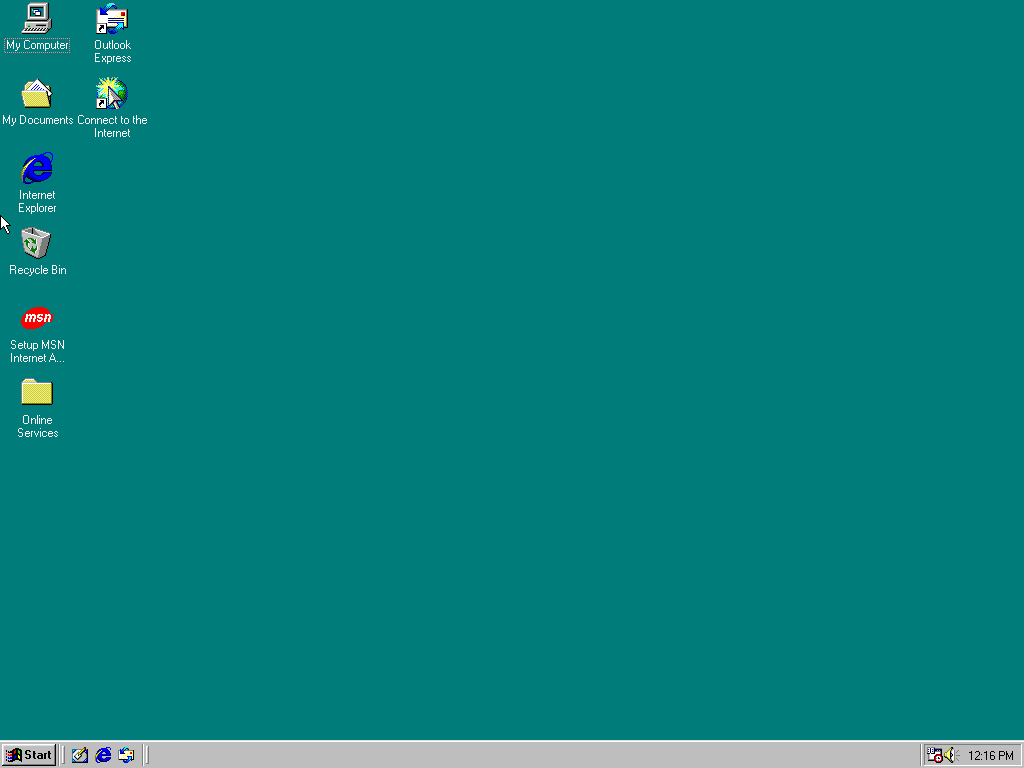 My Computer
Outlook
Express
My Documents
Connect to the
Internet
Internet
Explorer
Recycle Bin
msn
Setup MSN
Internet A...
Online
Services
Start
12:16 PM